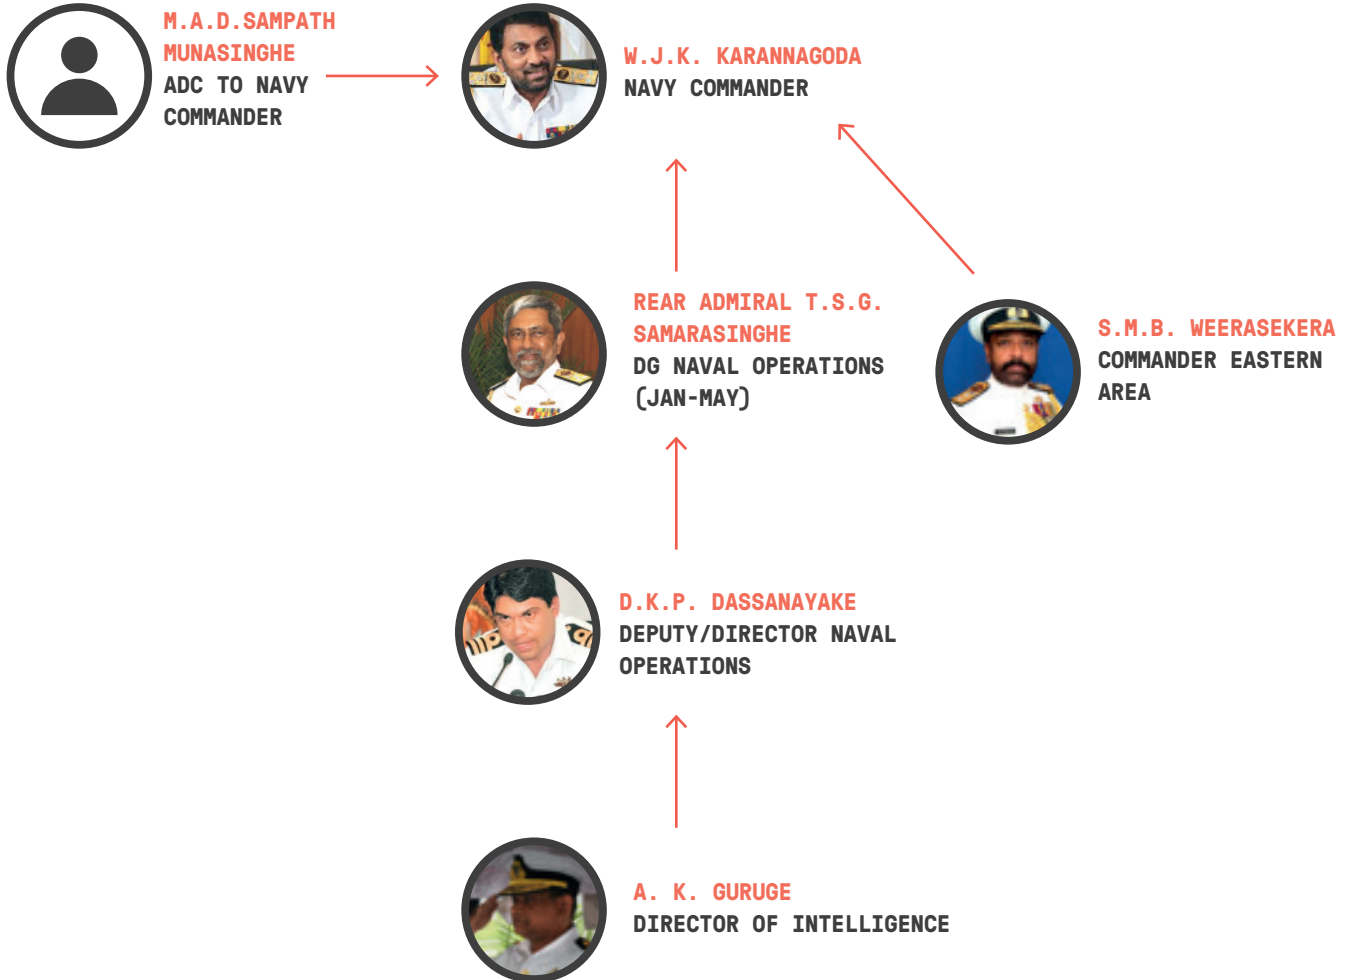 M.A.D.SAMPATH
MUNASINGHE
ADC TO NAVY
COMMANDER
W.J.K. KARANNAGODA
NAVY COMMANDER
REAR ADMIRAL T.S.G.
SAMARASINGHE
DG NAVAL OPERATIONS
(JAN-MAY)
S.M.B. WEERASEKERA
COMMANDER EASTERN
AREA
D.K.P. DASSANAYAKE
DEPUTY/DIRECTOR NAVAL
OPERATIONS
A. K. GURUGE
DIRECTOR OF INTELLIGENCE